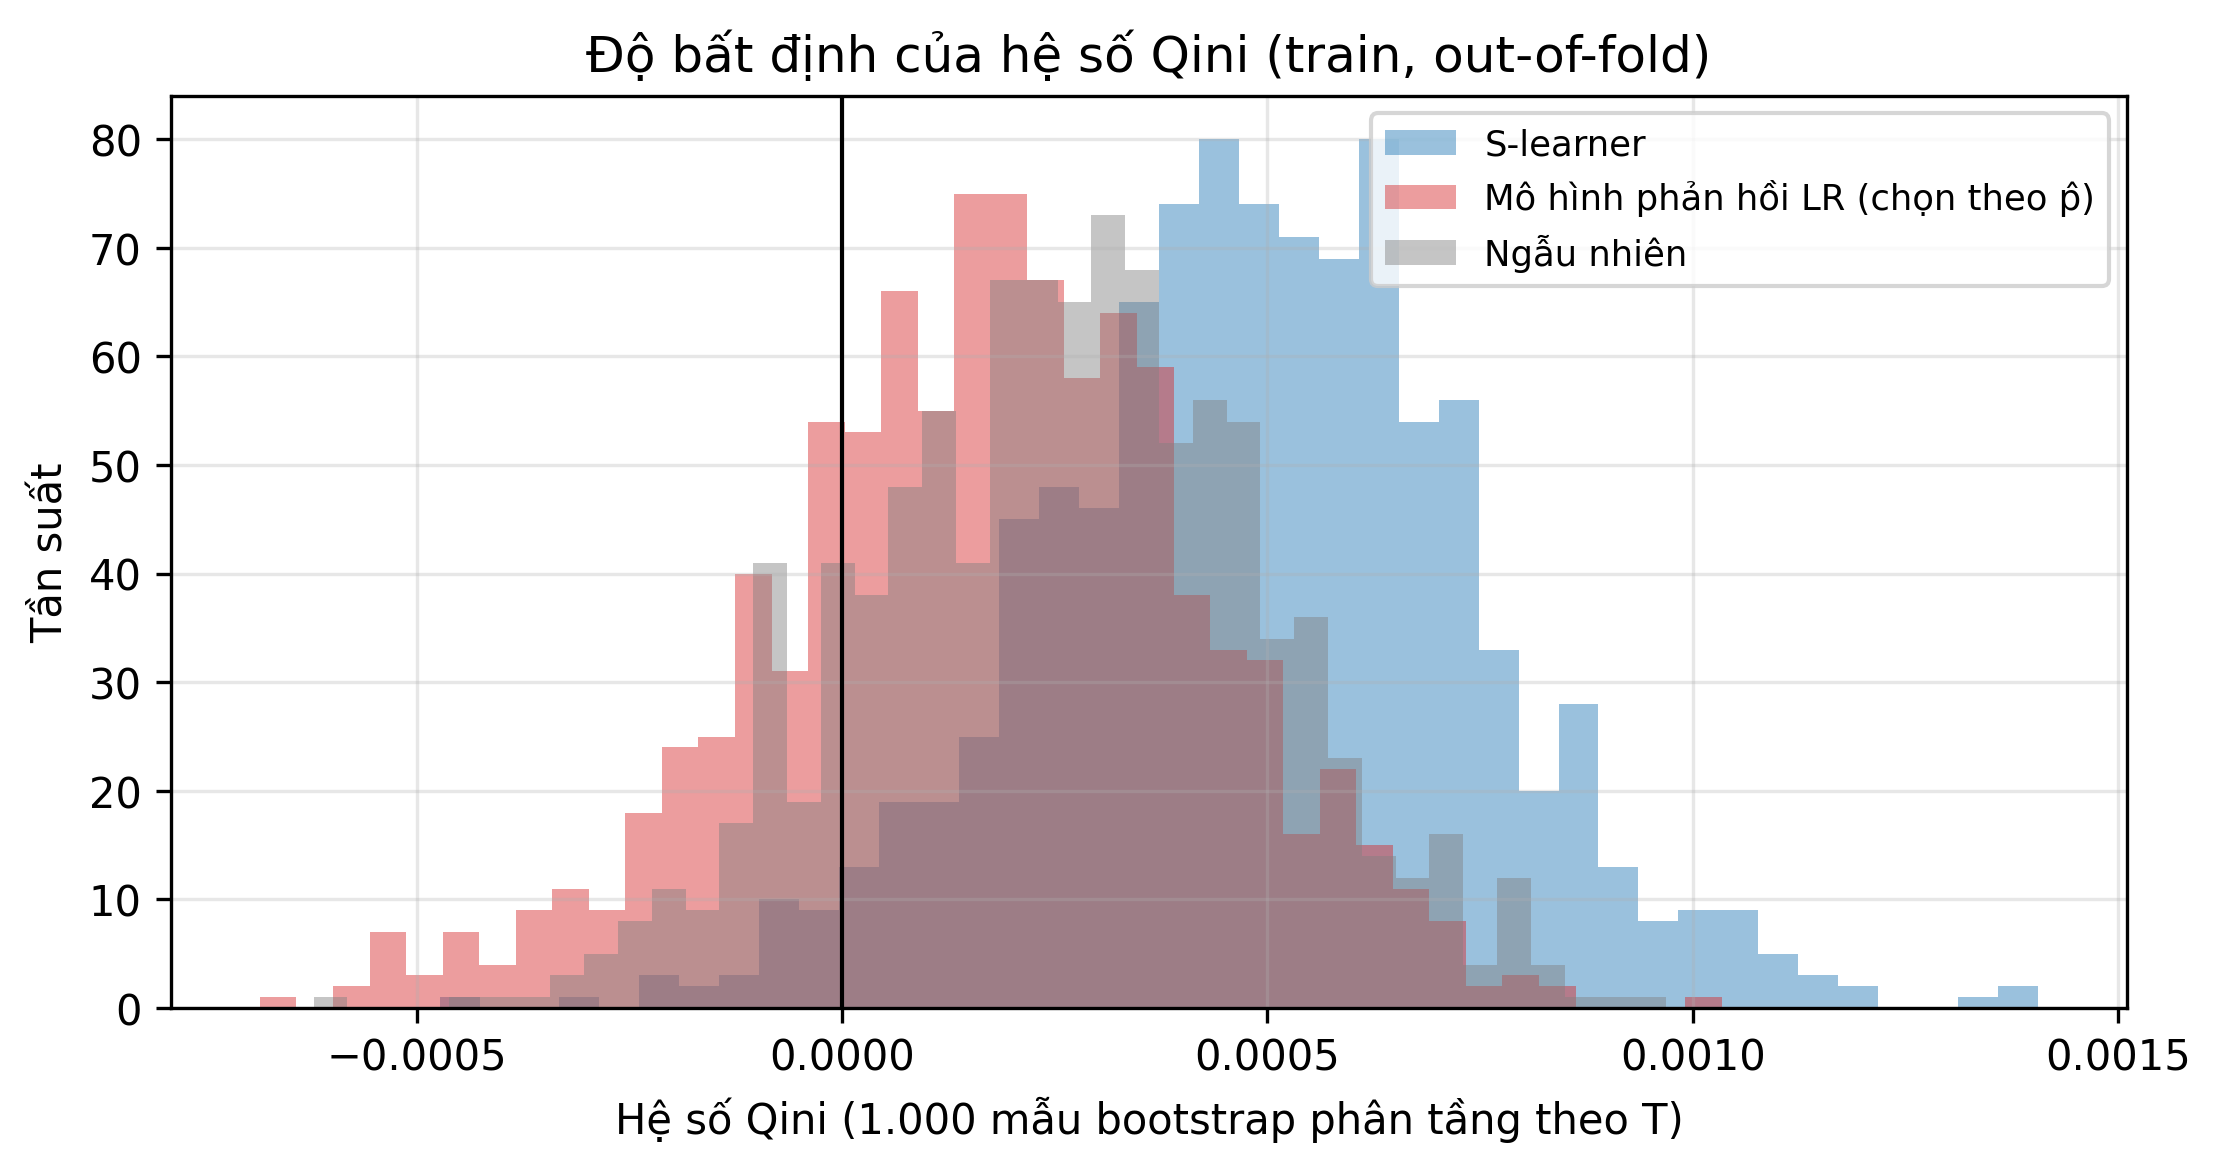 Độ bất định của hệ số Qini (train, out-of-fold)
S-learner
Mô hình phản hồi LR (chọn theo p̂)
Ngẫu nhiên
Tần suất
80
70
60
50
40
30
20
10
0
−0.0005
0.0000
0.0005
0.0010
0.0015
Hệ số Qini (1.000 mẫu bootstrap phân tầng theo T)